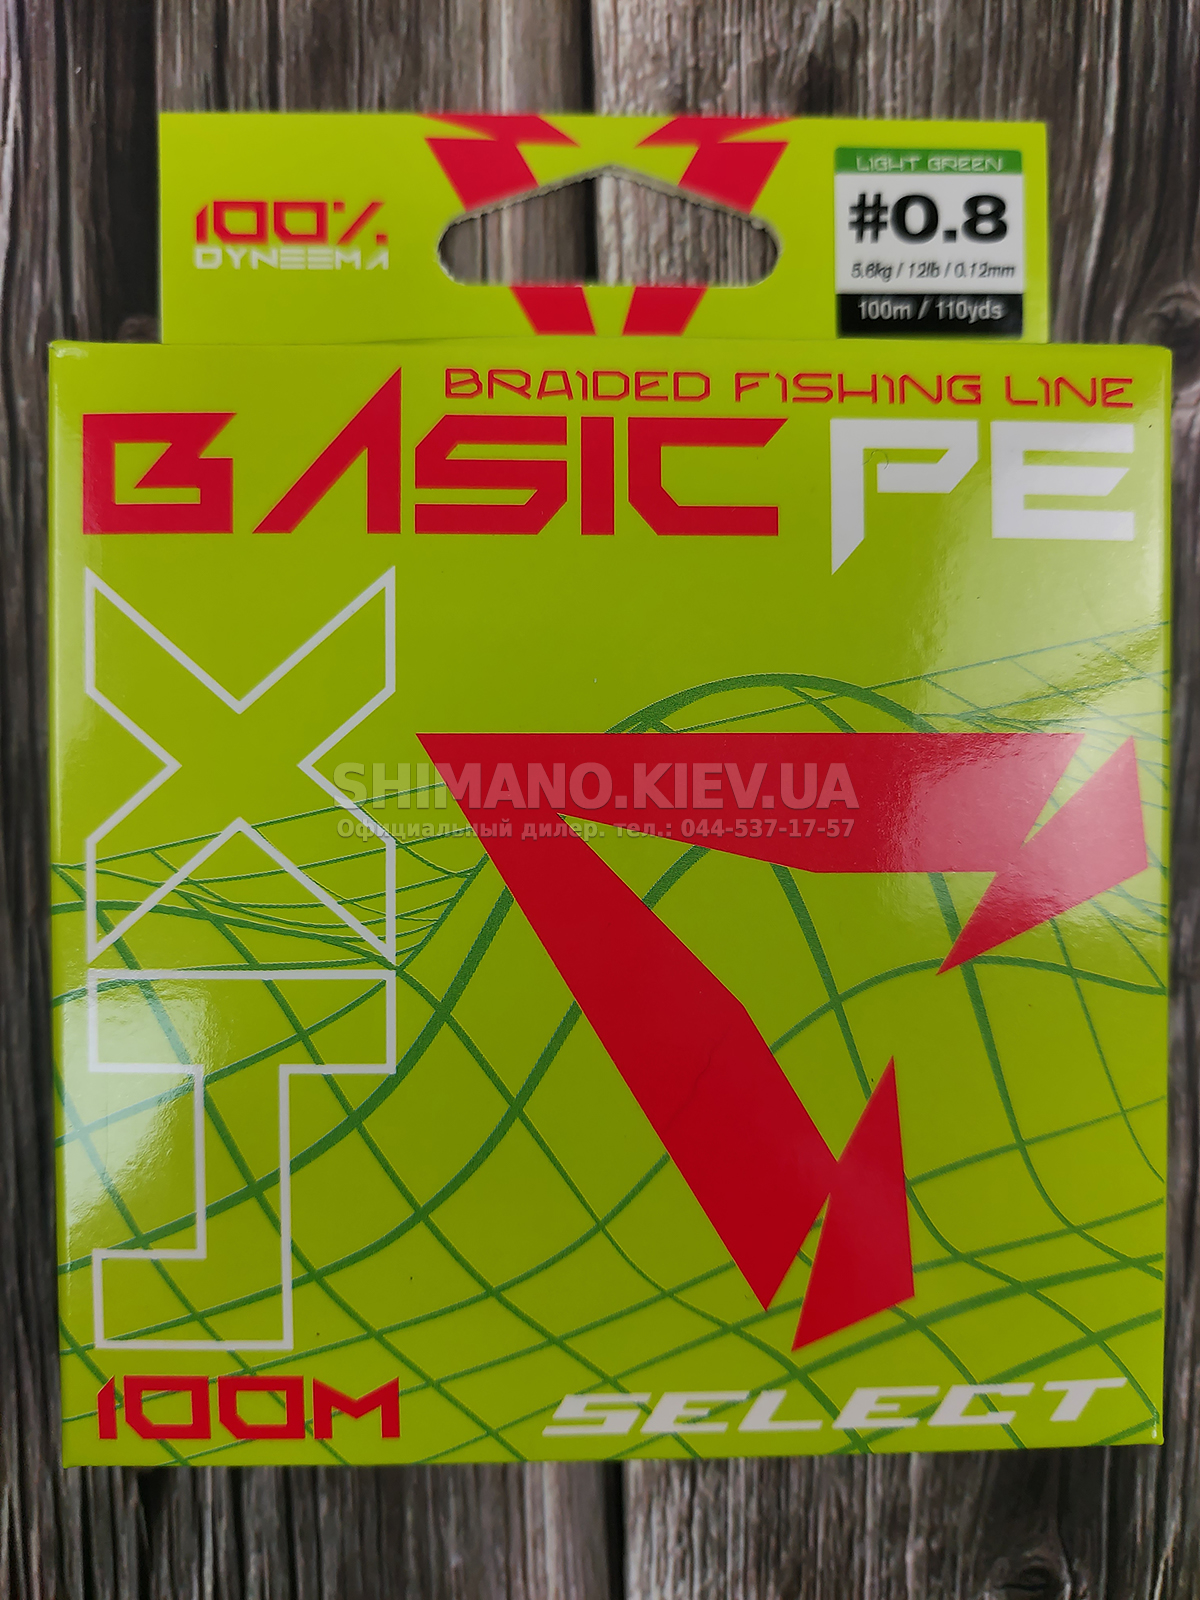 100%
DYNEEMA
LIGHT GREEN
#0.8
5.6kg / 12lb / 0.12mm
100m / 110yds
BRAIDED FISHING LINE
BASIC PE
SHIMANO.KIEV.UA
Официальный дилер. тел.: 044-537-17-57
100M
SELECT